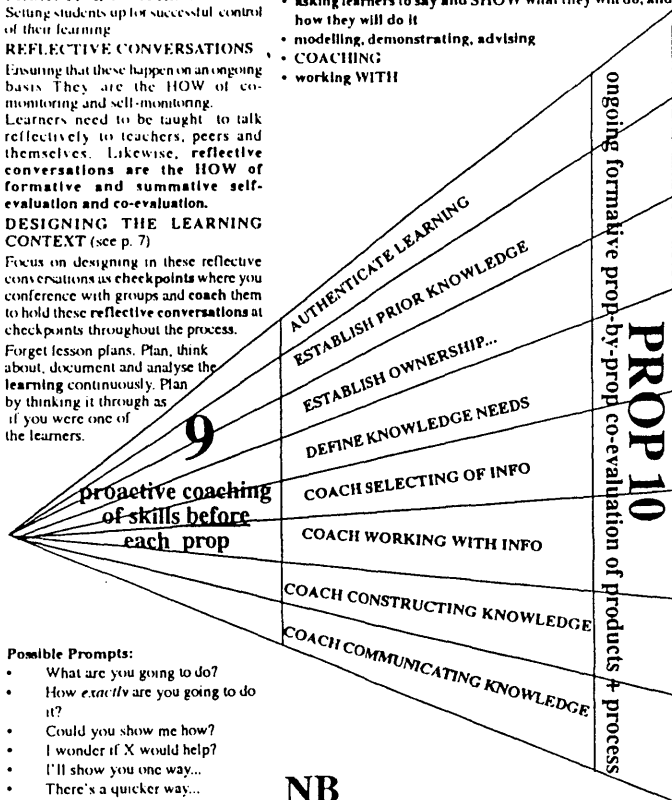 Setting students up for successful control
of their learning
REFLECTIVE CONVERSATIONS
Ensuring that these happen on an ongoing
basis They are the HOW of co-
monitoring and self-monitoring.
Learners need to be taught to talk
reflectively to teachers, peers and
themselves. Likewise, reflective
conversations are the HOW of
formative and summative self-
evaluation and co-evaluation.
DESIGNING THE LEARNING
CONTEXT (see p. 7)
Focus on designing in these reflective
conversations as checkpoints where you
conference with groups and coach them
to hold these reflective conversations at
checkpoints throughout the process.
Forget lesson plans. Plan, think
about, document and analyse the
learning continuously. Plan
by thinking it through as
if you were one of
the learners.
asking learners to say and SHOW what they will do, and
how they will do it
• modelling, demonstrating, advising
• COACHING
• working WITH
9
proactive coaching
of skills before
each prop
AUTHENTICATE LEARNING
ESTABLISH PRIOR KNOWLEDGE
ESTABLISH OWNERSHIP...
DEFINE KNOWLEDGE NEEDS
COACH SELECTING OF INFO
COACH WORKING WITH INFO
COACH CONSTRUCTING KNOWLEDGE
COACH COMMUNICATING KNOWLEDGE
ongoing formative prop-by-prop co-evaluation of products + process
PROP 10
Possible Prompts:
• What are you going to do?
• How exactly are you going to do
it?
• Could you show me how?
• I wonder if X would help?
• I'll show you one way...
• There's a quicker way...
NB